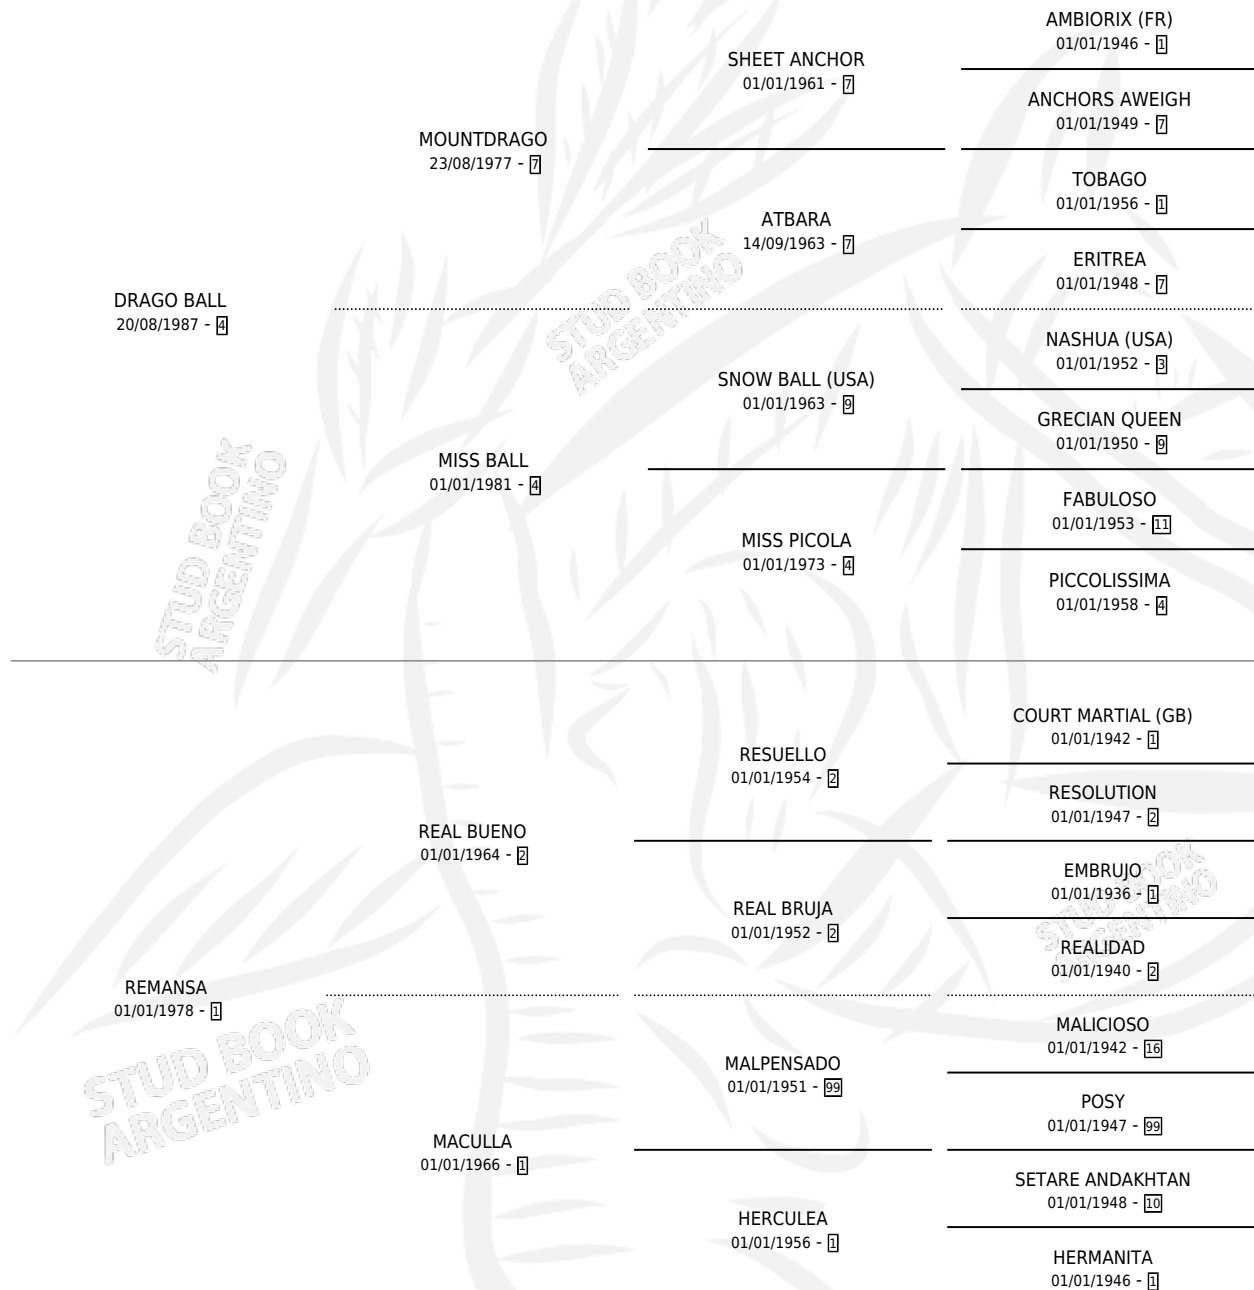 AMBIORIX (FR)
01/01/1946 - 1
SHEET ANCHOR
01/01/1961 - 7
ANCHORS AWEIGH
01/01/1949 - 7
MOUNTDRAGO
23/08/1977 - 7
TOBAGO
01/01/1956 - 1
ATBARA
14/09/1963 - 7
ERITREA
01/01/1948 - 7
DRAGO BALL
20/08/1987 - 4
STUD BOOK
ARGENTINO
NASHUA (USA)
01/01/1952 - 3
SNOW BALL (USA)
01/01/1963 - 9
GRECIAN QUEEN
01/01/1950 - 9
MISS BALL
01/01/1981 - 4
FABULOSO
01/01/1953 - 11
MISS PICOLA
01/01/1973 - 4
PICCOLISSIMA
01/01/1958 - 4
STUD BOOK
ARGENTINO
COURT MARTIAL (GB)
01/01/1942 - 1
RESUELLO
01/01/1954 - 2
RESOLUTION
01/01/1947 - 2
REAL BUENO
01/01/1964 - 2
EMBRUJO
01/01/1936 - 1
REAL BRUJA
01/01/1952 - 2
REALIDAD
01/01/1940 - 2
STUD BOOK
ARGENTINO
REMANSA
01/01/1978 - 1
MALICIOSO
01/01/1942 - 16
MALPENSADO
01/01/1951 - 99
POSY
01/01/1947 - 99
MACULLA
01/01/1966 - 1
SETARE ANDAKHTAN
01/01/1948 - 10
HERCULEA
01/01/1956 - 1
HERMANITA
01/01/1946 - 1
STUD BOOK
ARGENTINO